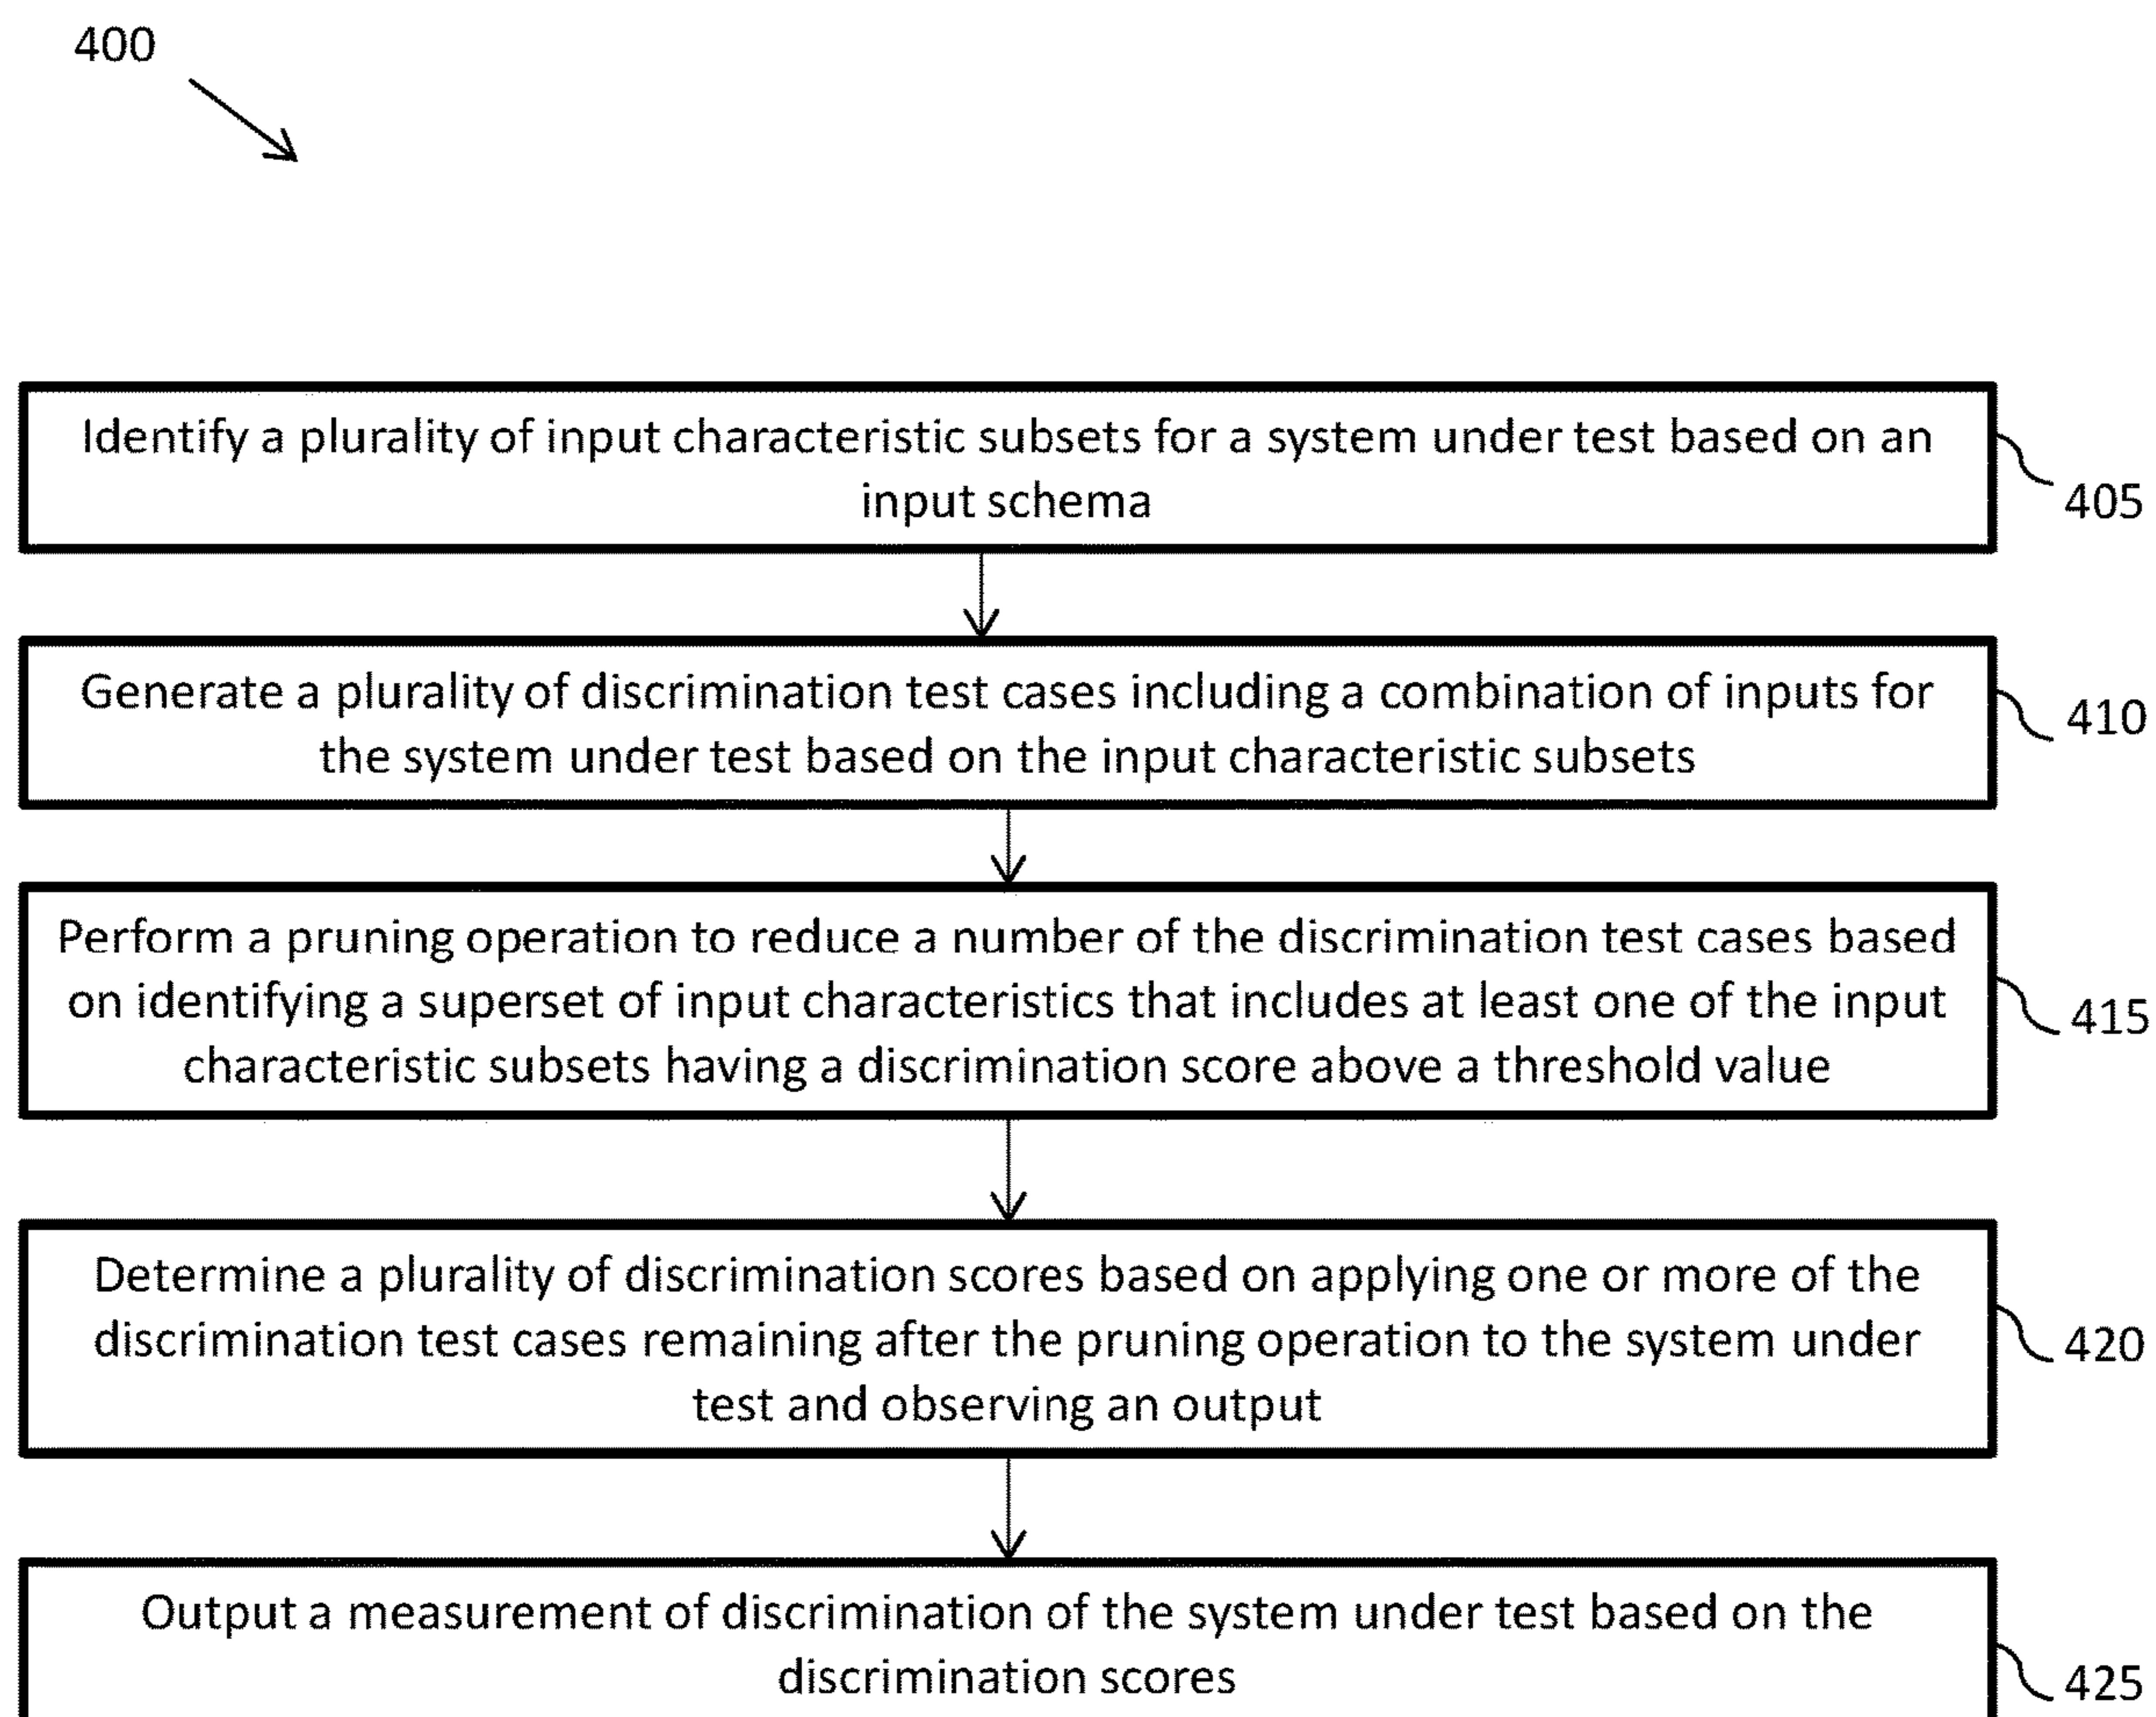 400
Identify a plurality of input characteristic subsets for a system under test based on an
input schema
405
Generate a plurality of discrimination test cases including a combination of inputs for
the system under test based on the input characteristic subsets
410
Perform a pruning operation to reduce a number of the discrimination test cases based
on identifying a superset of input characteristics that includes at least one of the input
characteristic subsets having a discrimination score above a threshold value
415
Determine a plurality of discrimination scores based on applying one or more of the
discrimination test cases remaining after the pruning operation to the system under
test and observing an output
420
Output a measurement of discrimination of the system under test based on the
discrimination scores
425